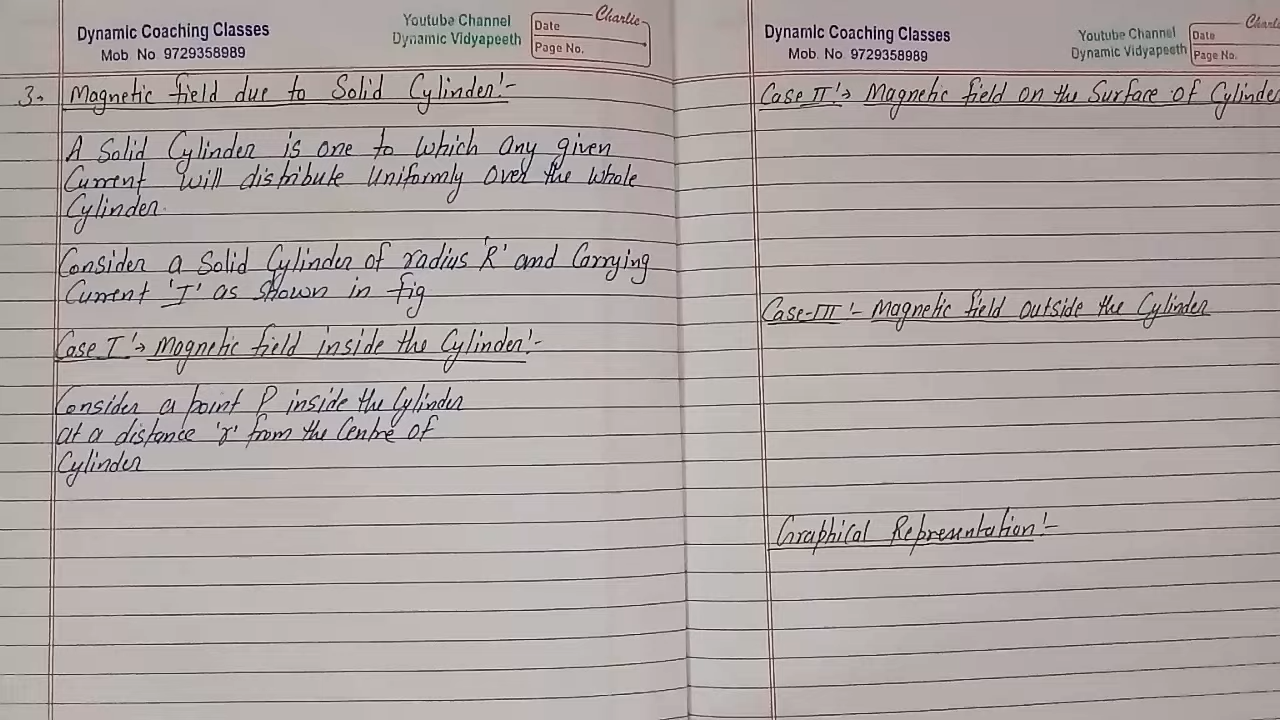 Dynamic Coaching Classes
Mob. No 9729358989
Youtube Channel
Dynamic Vidyapeeth
Charlie
Date
Page No.
3. Magnetic field due to Solid Cylinder:-
A Solid Cylinder is one to which any given
Current will distribute Uniformly over the whole
Cylinder.
Consider a Solid Cylinder of radius 'R' and Carrying
Current 'I' as shown in fig
Case I :→ Magnetic field inside the Cylinder:-
Consider a point P inside the Cylinder
at a distance 'r' from the Centre of
Cylinder
Dynamic Coaching Classes
Mob. No 9729358989
Youtube Channel
Dynamic Vidyapeeth
Date
Page No.
Case II :→ Magnetic field on the Surface of Cylinde
Case-III :- Magnetic field outside the Cylinder
Graphical Representation:-